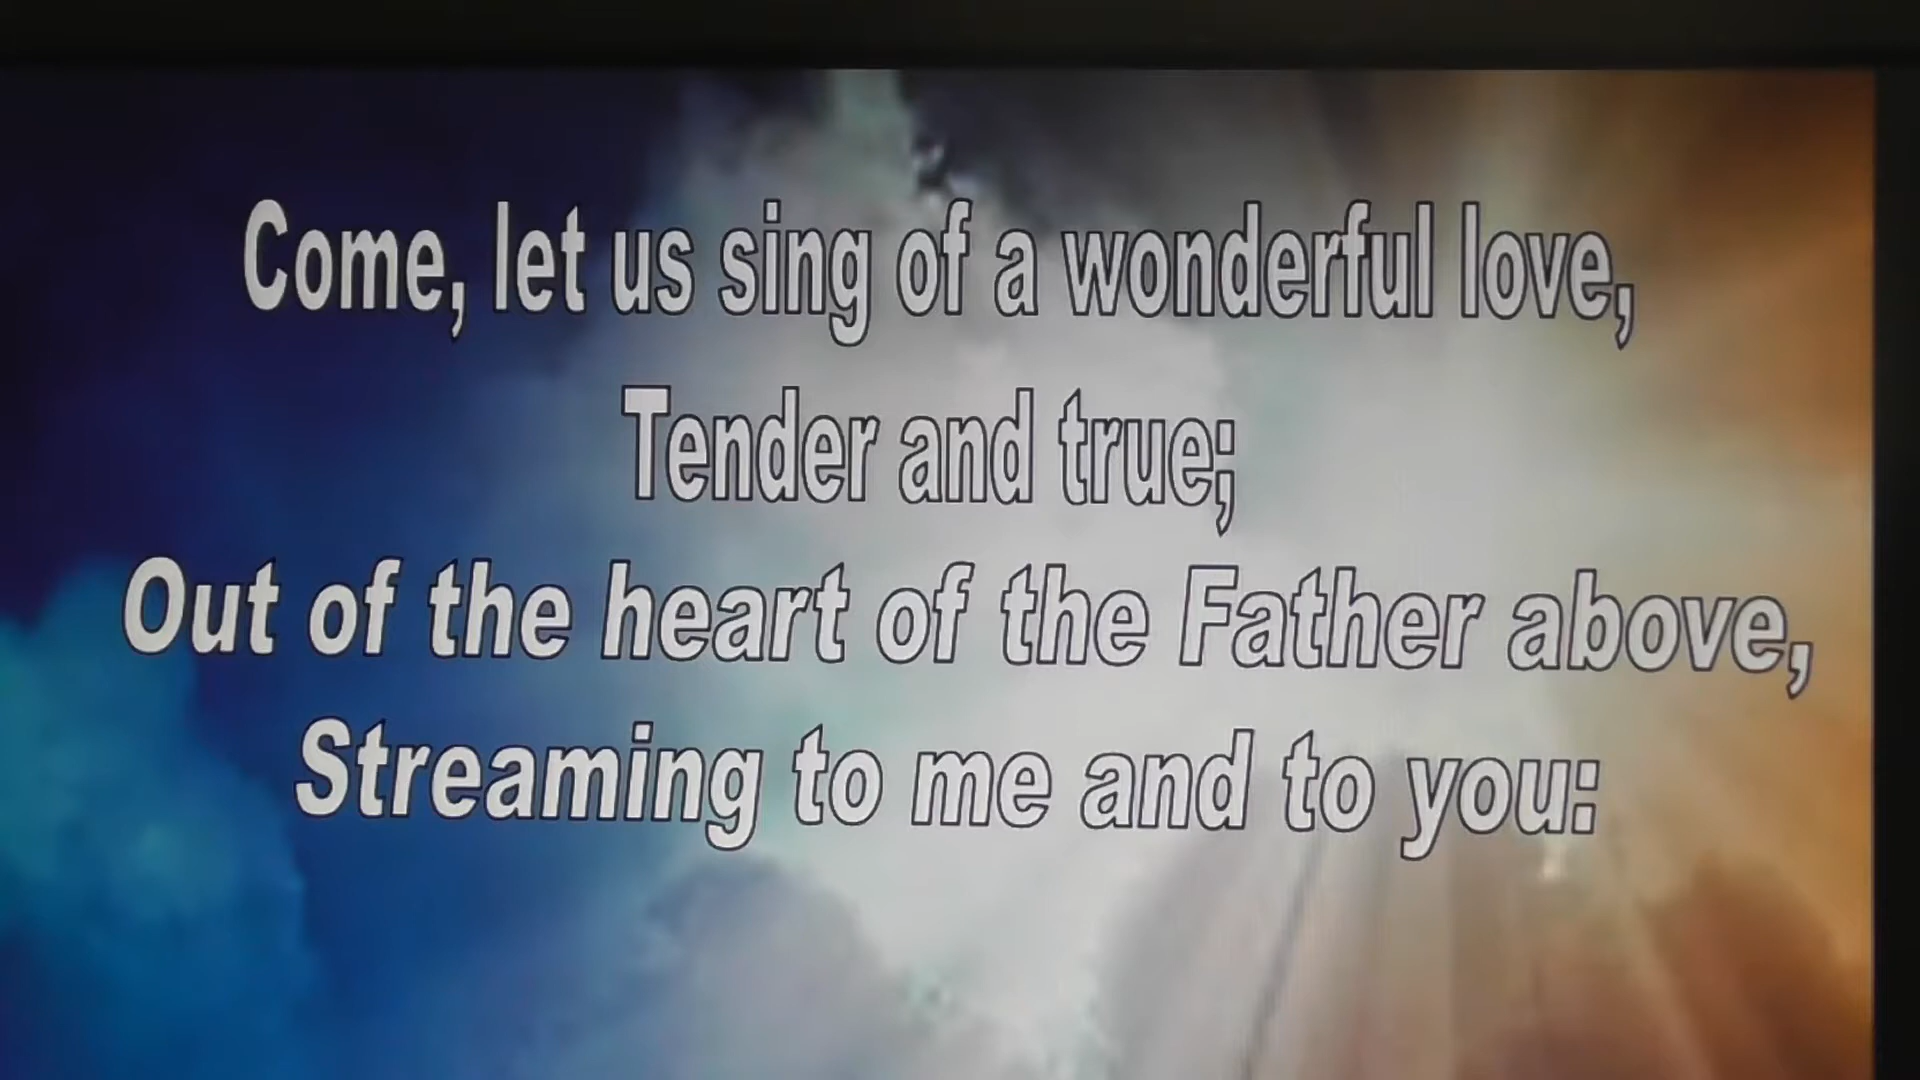 Come, let us sing of a wonderful love,
Tender and true;
Out of the heart of the Father above,
Streaming to me and to you: